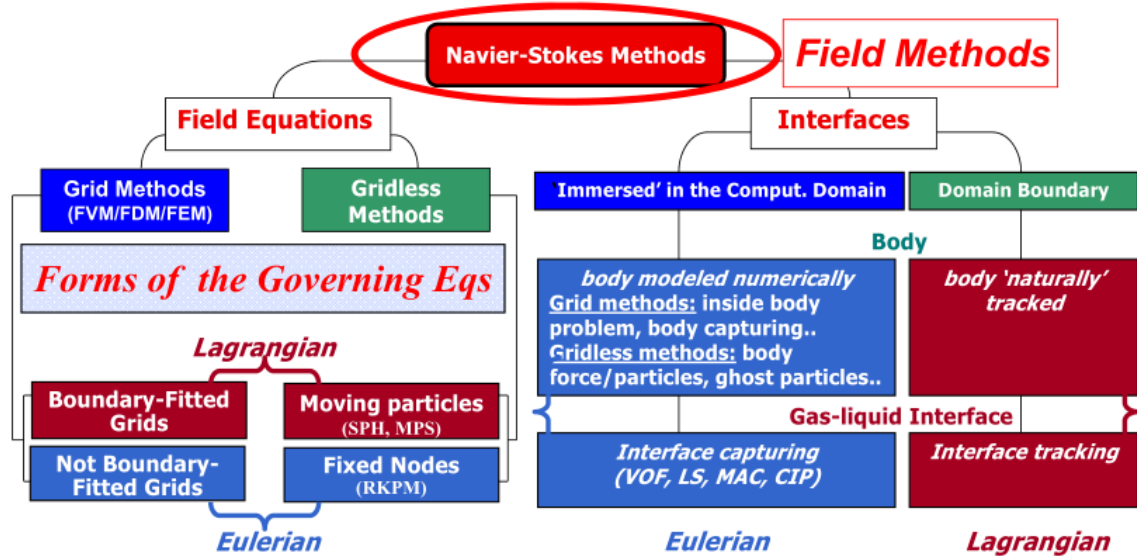 Navier-Stokes Methods
Field Methods
Field Equations
Interfaces
Grid Methods
(FVM/FDM/FEM)
Gridless
Methods
'Immersed' in the Comput. Domain
Domain Boundary
Body
Forms of the Governing Eqs
body modeled numerically
Grid methods: inside body
problem, body capturing..
Gridless methods: body
force/particles, ghost particles..
body ‘naturally’
tracked
Lagrangian
Boundary-Fitted
Grids
Moving particles
(SPH, MPS)
Gas-liquid Interface
Not Boundary-
Fitted Grids
Fixed Nodes
(RKPM)
Interface capturing
(VOF, LS, MAC, CIP)
Interface tracking
Eulerian
Eulerian
Lagrangian